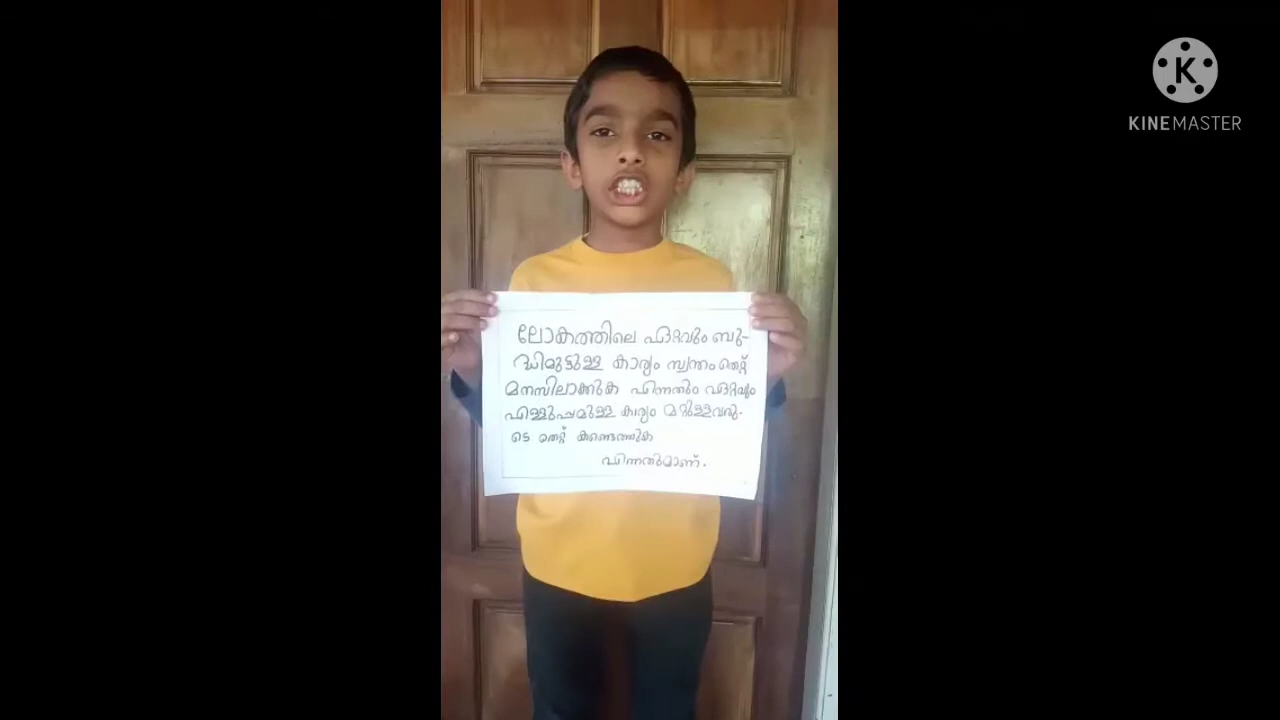 ലോകത്തിലെ ഏറ്റവും ബു-
ദ്ധിമുട്ടുള്ള കാര്യം സ്വന്തം തെറ്റ്
മനസിലാക്കുക എന്നതും ഏറ്റവും
എളുപ്പമുള്ള കാര്യം മറ്റുള്ളവരു-
ടെ തെറ്റ് കണ്ടെത്തുക
എന്നതുമാണ്.
KINEMASTER